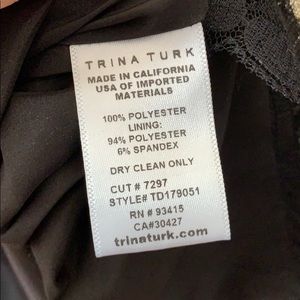 TRINA TURK
MADE IN CALIFORNIA
USA OF IMPORTED
MATERIALS
100% POLYESTER
LINING:
94% POLYESTER
6% SPANDEX
DRY CLEAN ONLY
CUT # 7297
STYLE# TD179051
RN # 93415
CA#30427
trinaturk.com